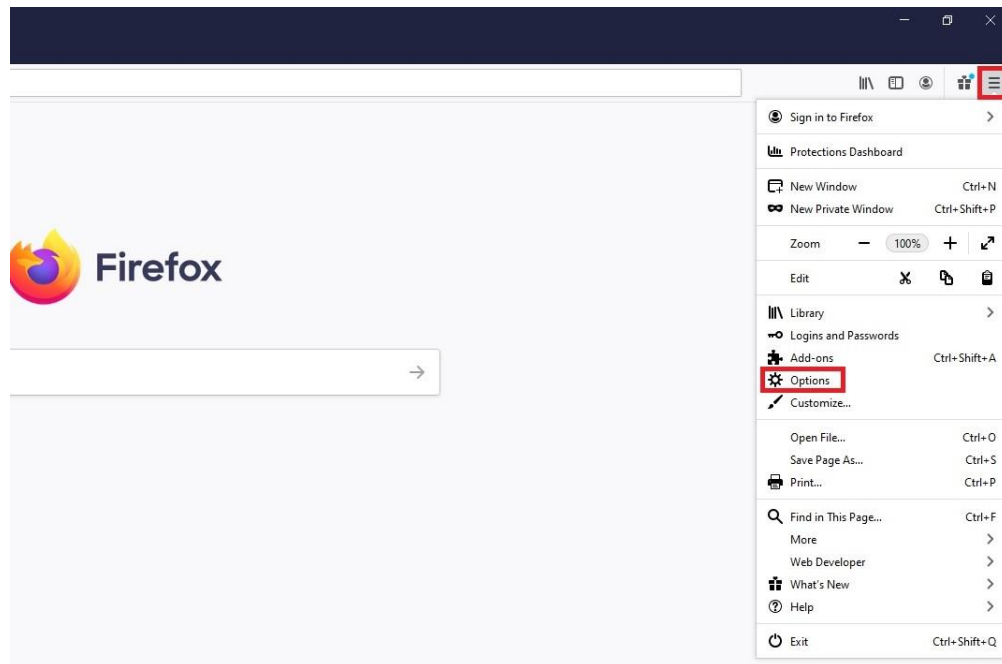 Sign in to Firefox
Protections Dashboard
New Window Ctrl+N
New Private Window Ctrl+Shift+P
Zoom 100%
Edit
Firefox
Library
Logins and Passwords
Add-ons Ctrl+Shift+A
Options
Customize...
Open File... Ctrl+O
Save Page As... Ctrl+S
Print... Ctrl+P
Find in This Page... Ctrl+F
More
Web Developer
What's New
Help
Exit Ctrl+Shift+Q